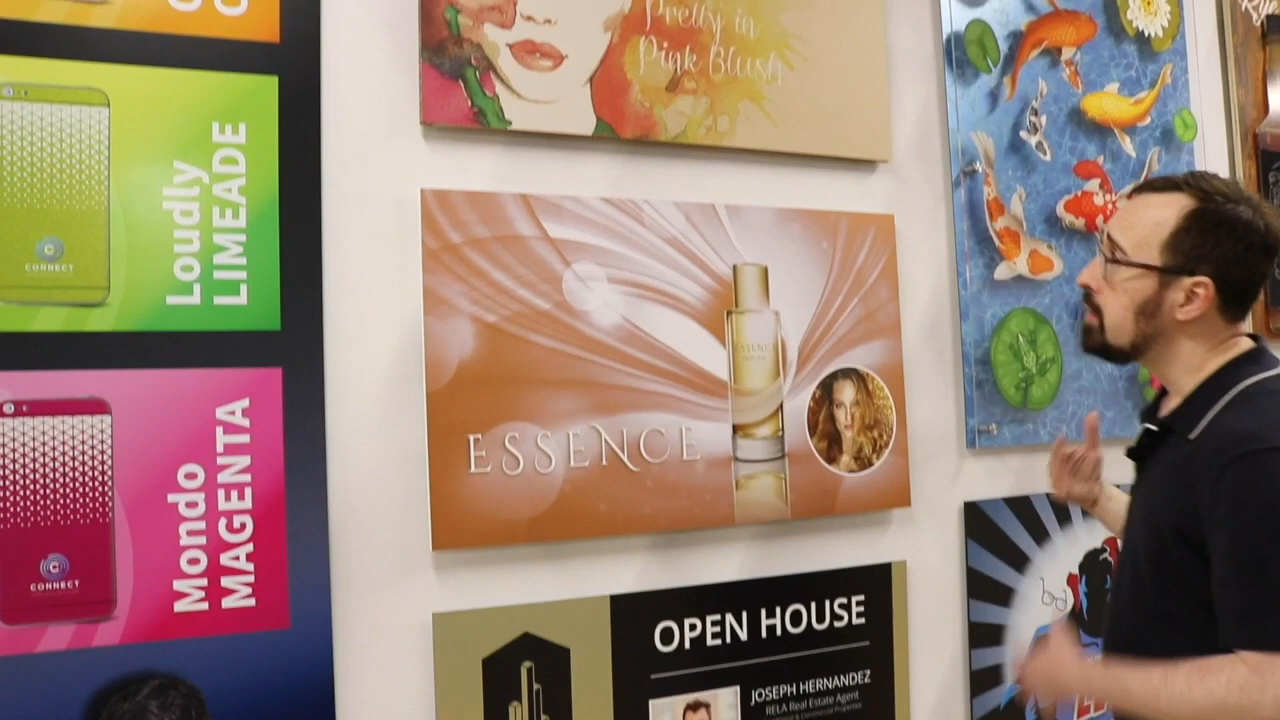 Loudly
LIMEADE
CONNECT
Mondo
MAGENTA
CONNECT
Pretty in
Pink Blush
ESSENCE
ESSENCE
OPEN HOUSE
JOSEPH HERNANDEZ
RELA Real Estate Agent